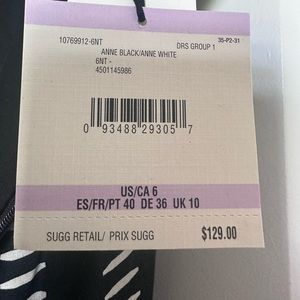 35-P2-31
10769912-6NT DRS GROUP 1
ANNE BLACK/ANNE WHITE
6NT -
4501145986
0 93488 29305 7
US/CA 6
ES/FR/PT 40 DE 36 UK 10
SUGG RETAIL/ PRIX SUGG $129.00